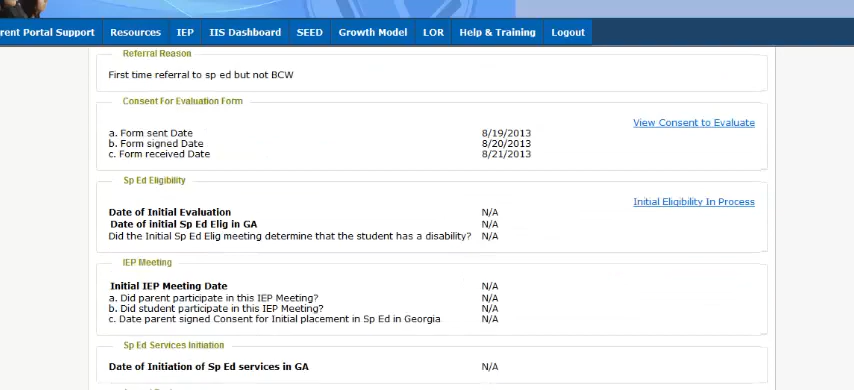 rent Portal Support Resources IEP IIS Dashboard SEED Growth Model LOR Help & Training Logout
Referral Reason
First time referral to sp ed but not BCW
Consent For Evaluation Form
View Consent to Evaluate
a. Form sent Date 8/19/2013
b. Form signed Date 8/20/2013
c. Form received Date 8/21/2013
Sp Ed Eligibility
Initial Eligibility In Process
Date of Initial Evaluation N/A
Date of initial Sp Ed Elig in GA N/A
Did the Initial Sp Ed Elig meeting determine that the student has a disability? N/A
IEP Meeting
Initial IEP Meeting Date N/A
a. Did parent participate in this IEP Meeting? N/A
b. Did student participate in this IEP Meeting? N/A
c. Date parent signed Consent for Initial placement in Sp Ed in Georgia N/A
Sp Ed Services Initiation
Date of Initiation of Sp Ed services in GA N/A